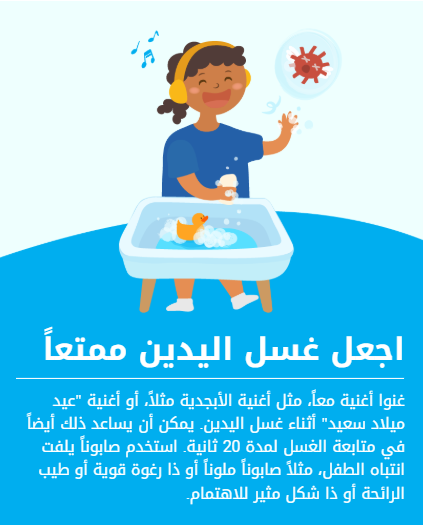 اجعل غسل اليدين ممتعاً
غنوا أغنية معاً، مثل أغنية الأبجدية مثلاً، أو أغنية "عيد
ميلاد سعيد" أثناء غسل اليدين. يمكن أن يساعد ذلك أيضاً
في متابعة الغسل لمدة 20 ثانية. استخدم صابوناً يلفت
انتباه الطفل، مثلاً صابوناً ملوناً أو ذا رغوة قوية أو طيب
الرائحة أو ذا شكل مثير للاهتمام.